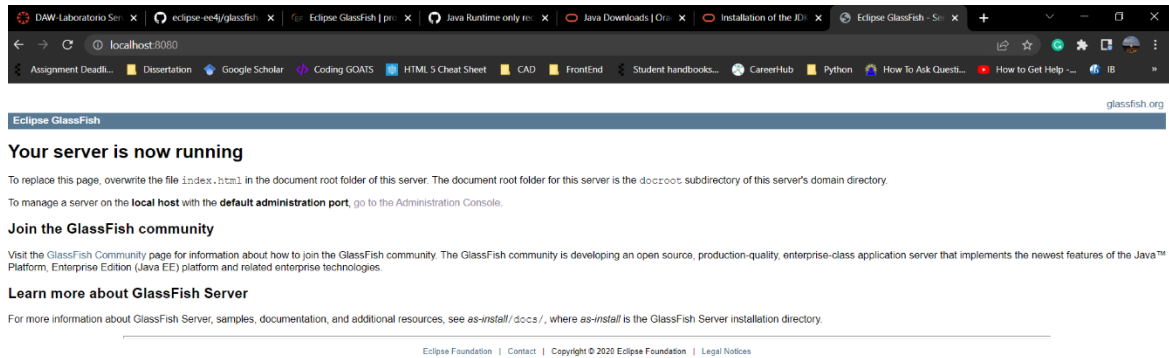 DAW-Laboratorio Ser
eclipse-ee4j/glassfish
Eclipse GlassFish | pro
Java Runtime only rec
Java Downloads | Ora
Installation of the JD
Eclipse GlassFish - Ser
localhost:8080
Assignment Deadli...
Dissertation
Google Scholar
Coding GOATS
HTML 5 Cheat Sheet
CAD
FrontEnd
Student handbooks...
CareerHub
Python
How To Ask Questi...
How to Get Help -...
IB
»
glassfish.org
Eclipse GlassFish
Your server is now running
To replace this page, overwrite the file index.html in the document root folder of this server. The document root folder for this server is the docroot subdirectory of this server's domain directory.
To manage a server on the local host with the default administration port, go to the Administration Console.
Join the GlassFish community
Visit the GlassFish Community page for information about how to join the GlassFish community. The GlassFish community is developing an open source, production-quality, enterprise-class application server that implements the newest features of the Java™
Platform, Enterprise Edition (Java EE) platform and related enterprise technologies.
Learn more about GlassFish Server
For more information about GlassFish Server, samples, documentation, and additional resources, see as-install/docs/, where as-install is the GlassFish Server installation directory.
Eclipse Foundation | Contact | Copyright © 2020 Eclipse Foundation | Legal Notices